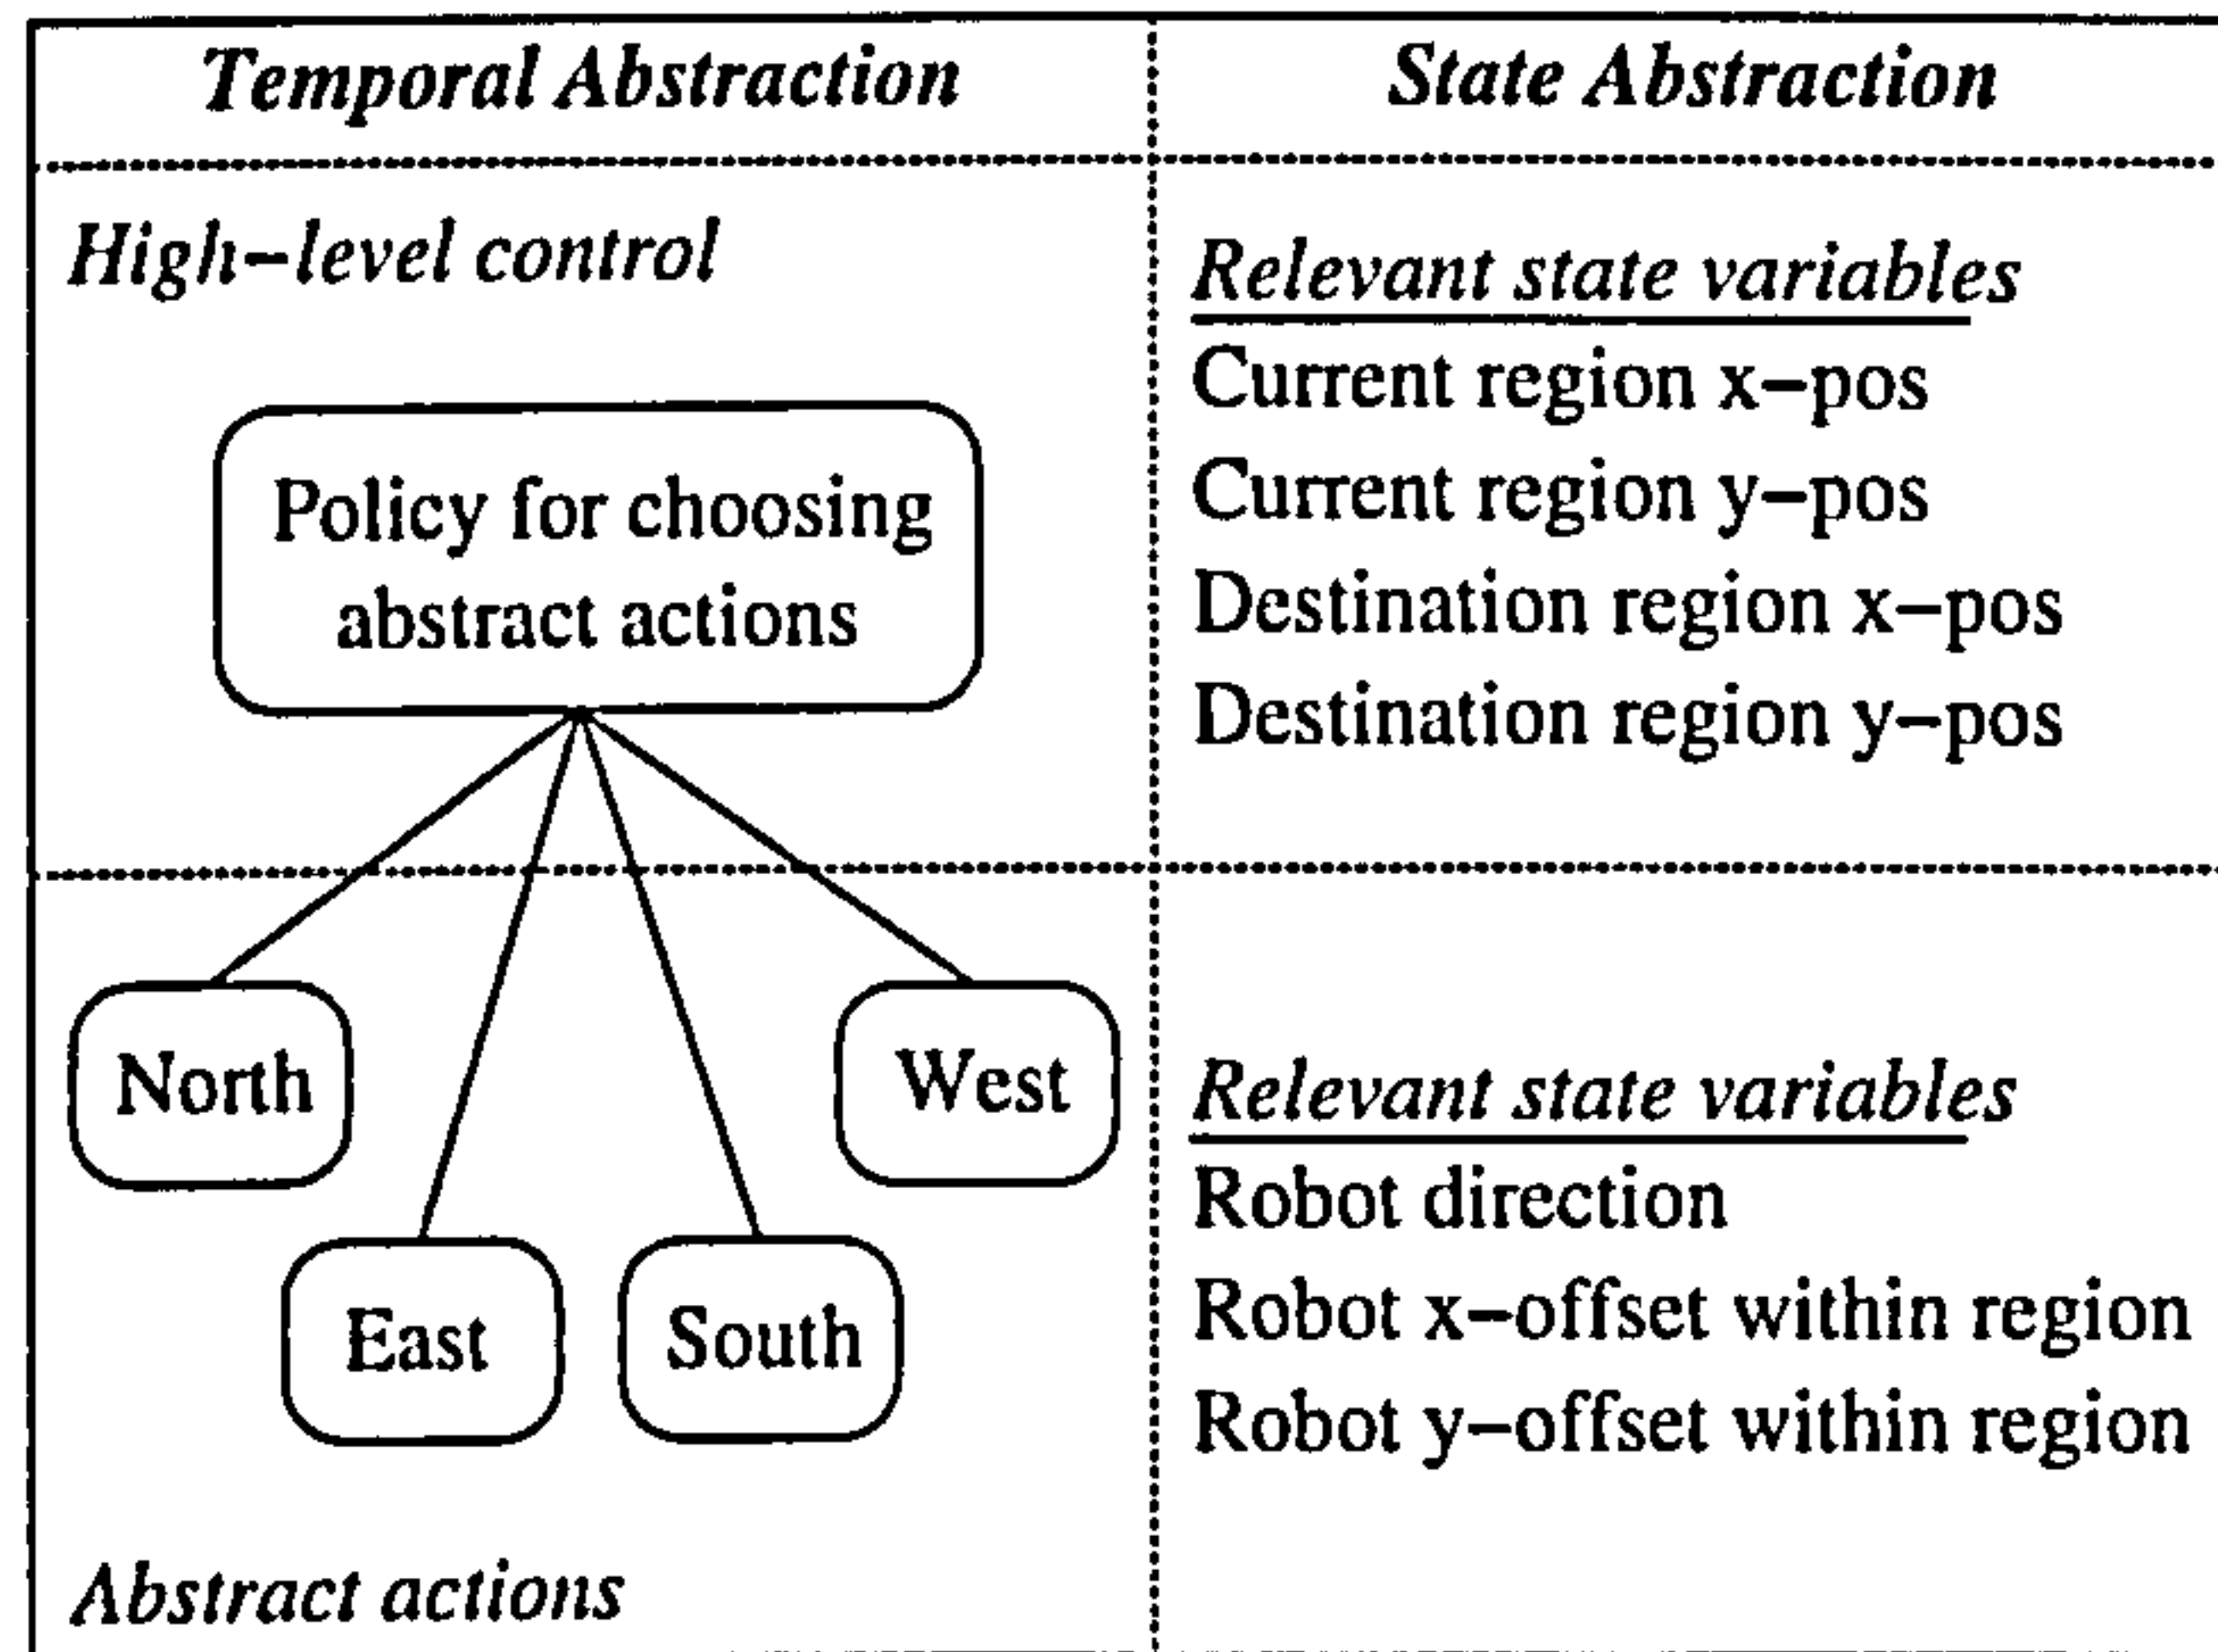 Temporal Abstraction
State Abstraction
High–level control
Policy for choosing
abstract actions
Relevant state variables
Current region x–pos
Current region y–pos
Destination region x–pos
Destination region y–pos
North
West
East
South
Abstract actions
Relevant state variables
Robot direction
Robot x–offset within region
Robot y–offset within region